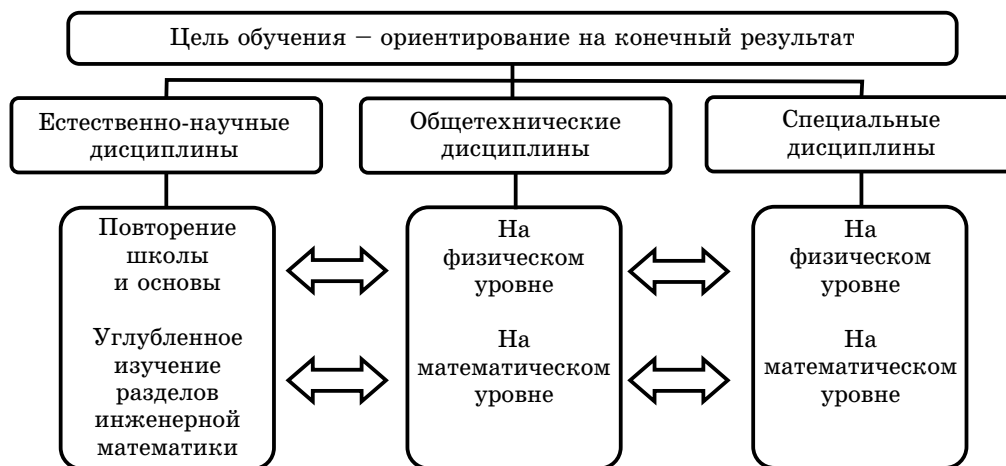 Цель обучения – ориентирование на конечный результат
Естественно-научные
дисциплины
Общетехнические
дисциплины
Специальные
дисциплины
Повторение
школы
и основы
Углубленное
изучение
разделов
инженерной
математики
На
физическом
уровне
На
математическом
уровне
На
физическом
уровне
На
математическом
уровне